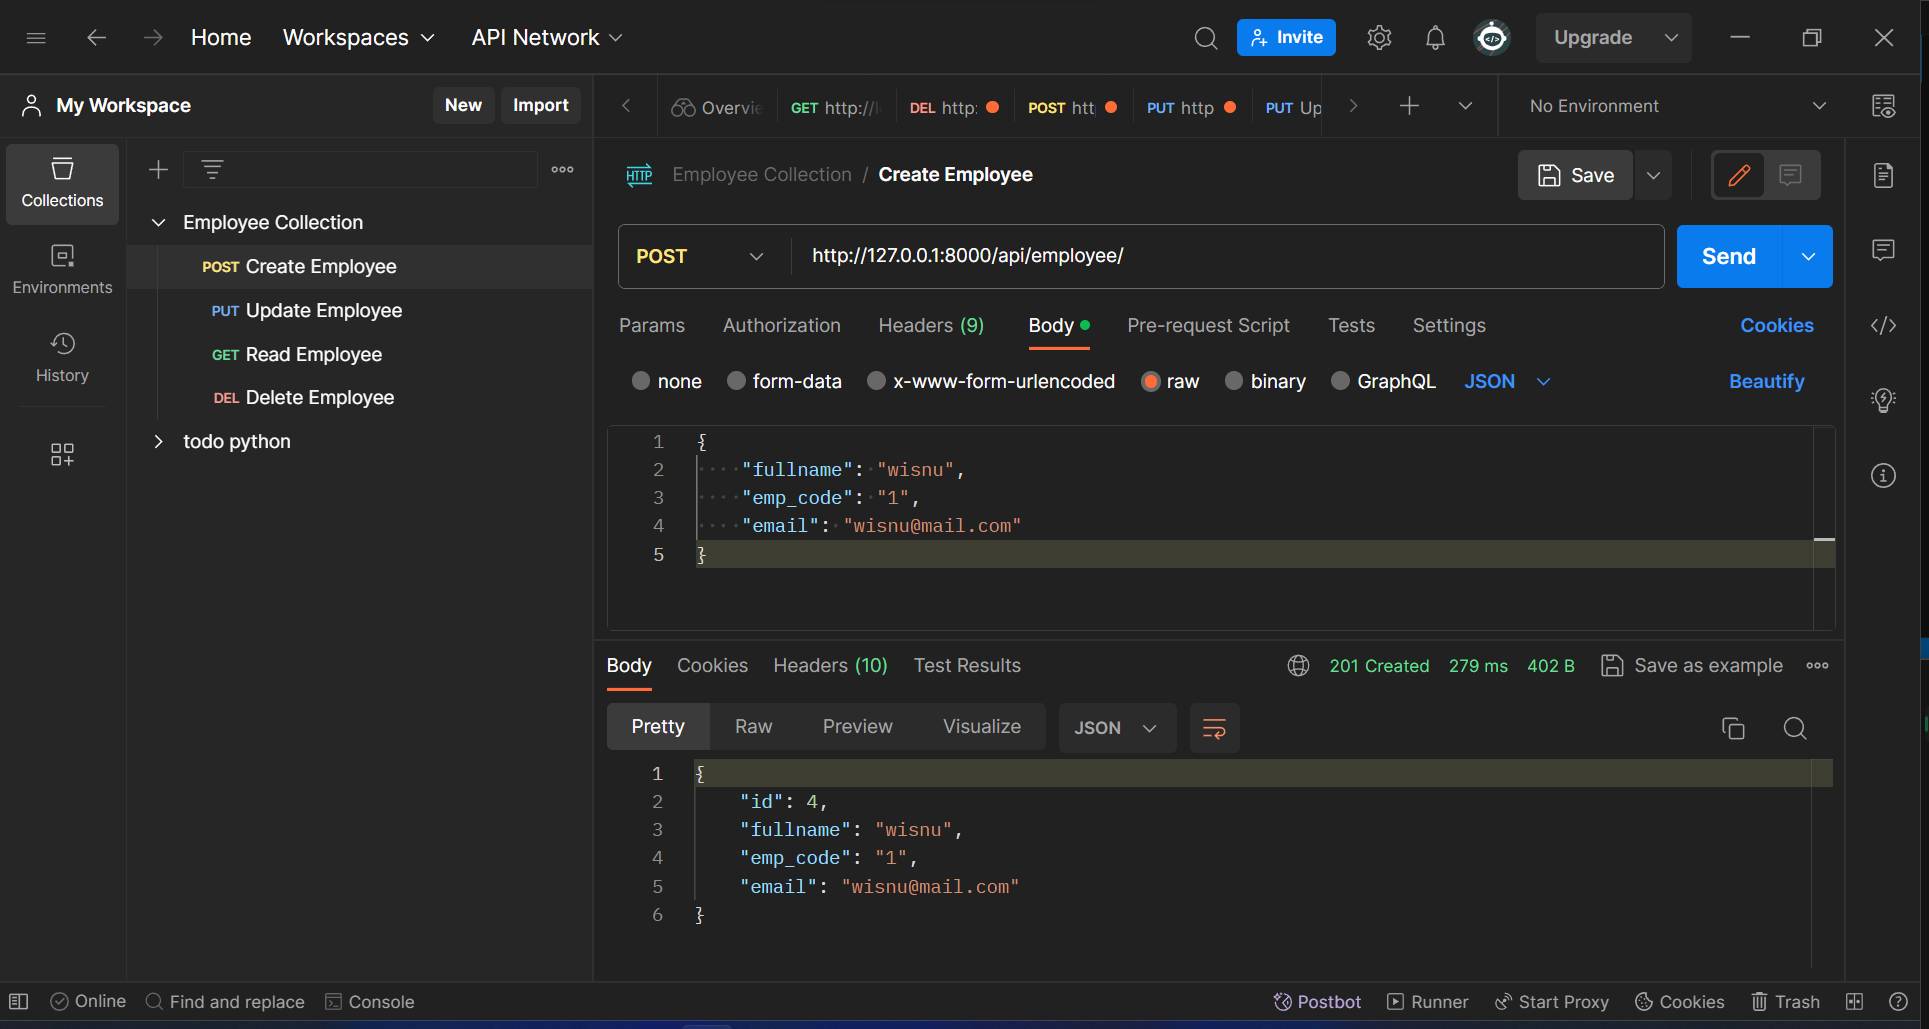 Home Workspaces API Network Invite Upgrade
My Workspace New Import
Overvie GET http://l DEL http: POST htt PUT http PUT Up No Environment
Collections
Environments
History
Employee Collection
POST Create Employee
PUT Update Employee
GET Read Employee
DEL Delete Employee
todo python
HTTP Employee Collection / Create Employee Save
POST http://127.0.0.1:8000/api/employee/ Send
Params Authorization Headers (9) Body Pre-request Script Tests Settings Cookies
none form-data x-www-form-urlencoded raw binary GraphQL JSON Beautify
1 {
2 "fullname": "wisnu",
3 "emp_code": "1",
4 "email": "wisnu@mail.com"
5 }
Body Cookies Headers (10) Test Results 201 Created 279 ms 402 B Save as example
Pretty Raw Preview Visualize JSON
1 {
2 "id": 4,
3 "fullname": "wisnu",
4 "emp_code": "1",
5 "email": "wisnu@mail.com"
6 }
Online Find and replace Console Postbot Runner Start Proxy Cookies Trash